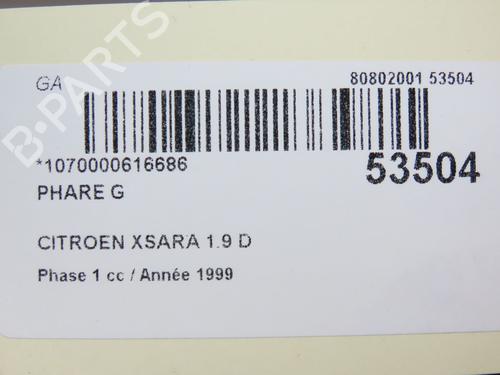 GA
80802001 53504
*1070000616686
53504
PHARE G
CITROEN XSARA 1.9 D
Phase 1 cc / Année 1999
B-PARTS